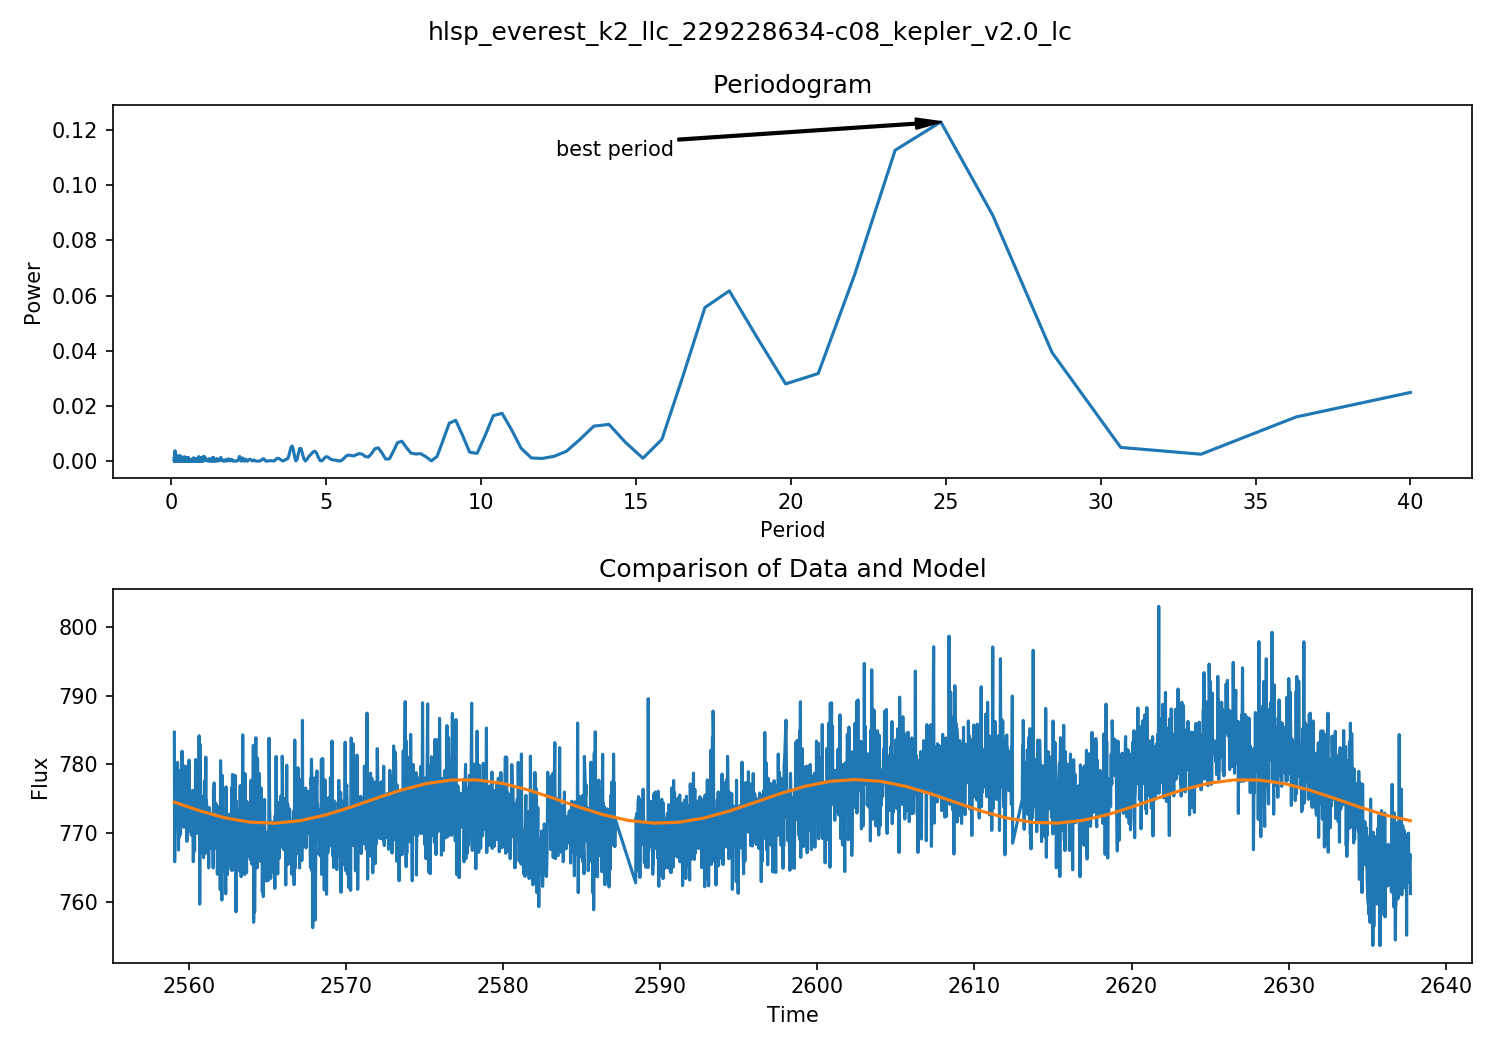 hlsp_everest_k2_llc_229228634-c08_kepler_v2.0_lc
Periodogram
0.12
0.10
0.08
0.06
0.04
0.02
0.00
Power
best period
0 5 10 15 20 25 30 35 40
Period
Comparison of Data and Model
800
790
780
770
760
Flux
2560 2570 2580 2590 2600 2610 2620 2630 2640
Time